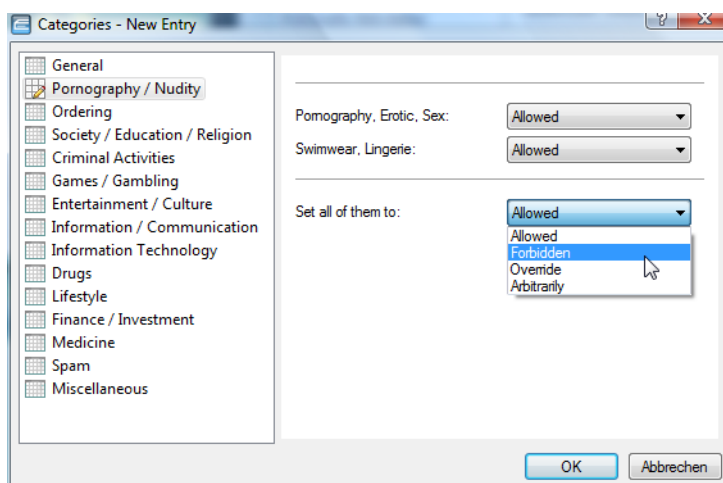 Categories - New Entry
?
X
General
Pornography / Nudity
Ordering
Society / Education / Religion
Criminal Activities
Games / Gambling
Entertainment / Culture
Information / Communication
Information Technology
Drugs
Lifestyle
Finance / Investment
Medicine
Spam
Miscellaneous
Pornography, Erotic, Sex:
Allowed
Swimwear, Lingerie:
Allowed
Set all of them to:
Allowed
Allowed
Forbidden
Override
Arbitrarily
OK
Abbrechen